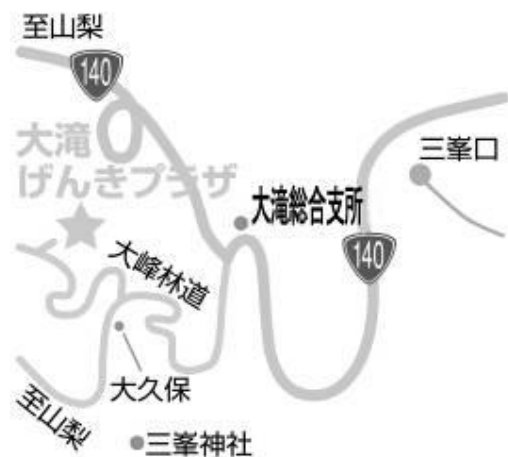 至山梨
140
大滝
げんきプラザ
三峯口
大滝総合支所
140
大峰林道
大久保
至山梨
三峯神社